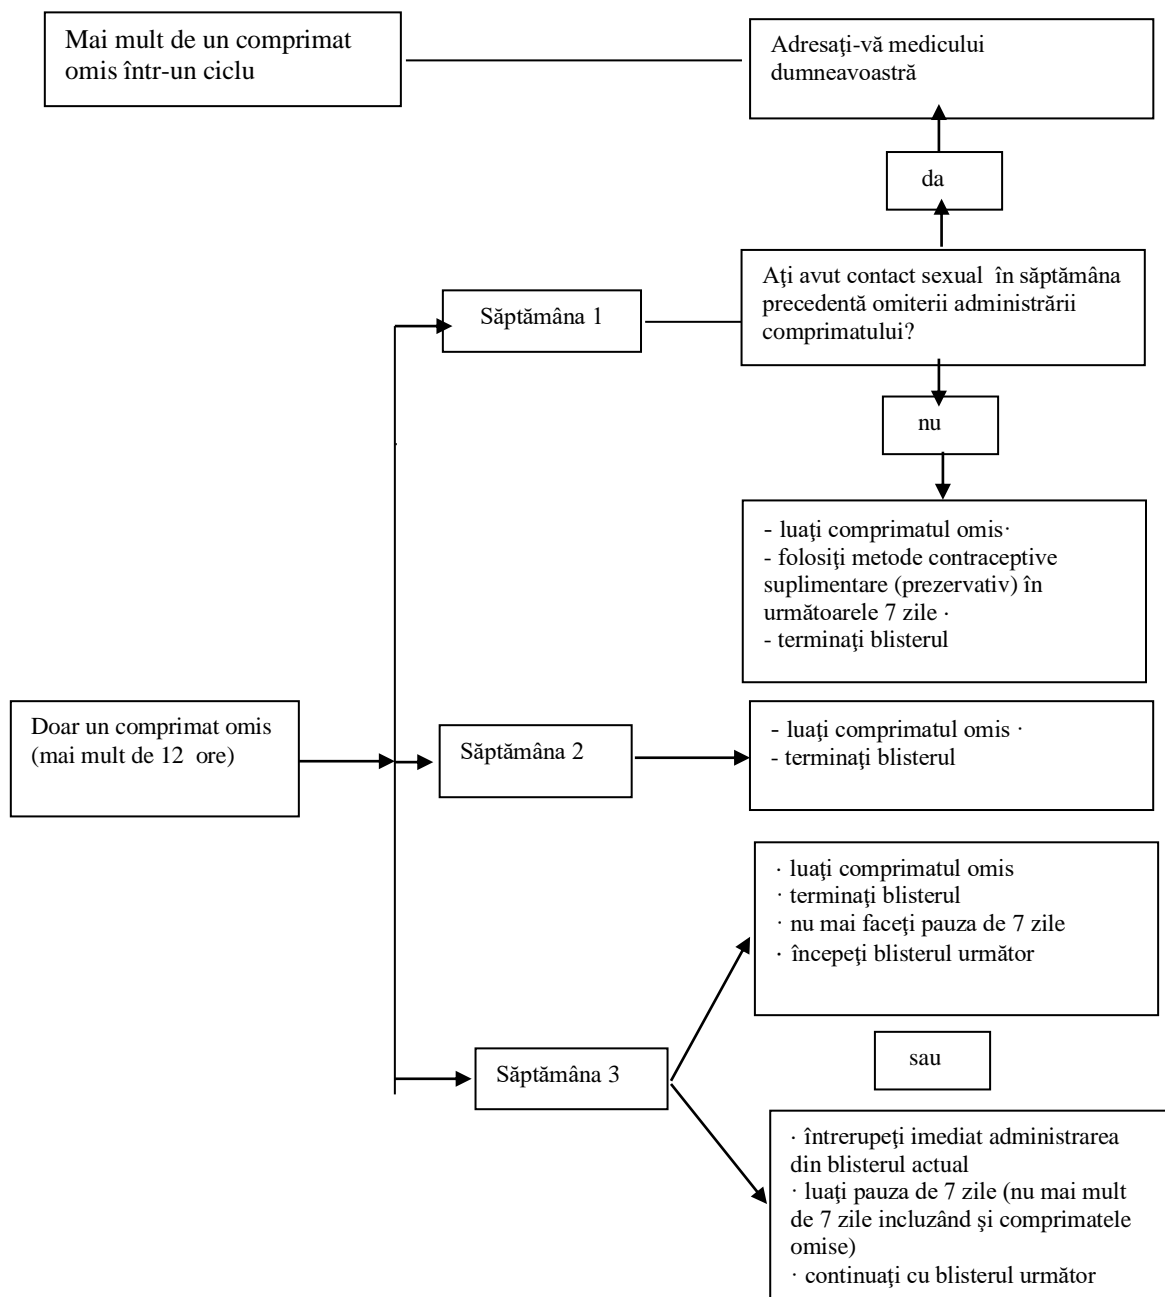 Mai mult de un comprimat
omis într-un ciclu
Adresaţi-vă medicului
dumneavoastră
da
Aţi avut contact sexual în săptămâna
precedentă omiterii administrării
comprimatului?
Săptămâna 1
nu
- luaţi comprimatul omis·
- folosiţi metode contraceptive
suplimentare (prezervativ) în
următoarele 7 zile ·
- terminaţi blisterul
Doar un comprimat omis
(mai mult de 12 ore)
Săptămâna 2
- luaţi comprimatul omis ·
- terminaţi blisterul
· luaţi comprimatul omis
· terminaţi blisterul
· nu mai faceţi pauza de 7 zile
· începeţi blisterul următor
sau
Săptămâna 3
· întrerupeţi imediat administrarea
din blisterul actual
· luaţi pauza de 7 zile (nu mai mult
de 7 zile incluzând şi comprimatele
omise)
· continuaţi cu blisterul următor